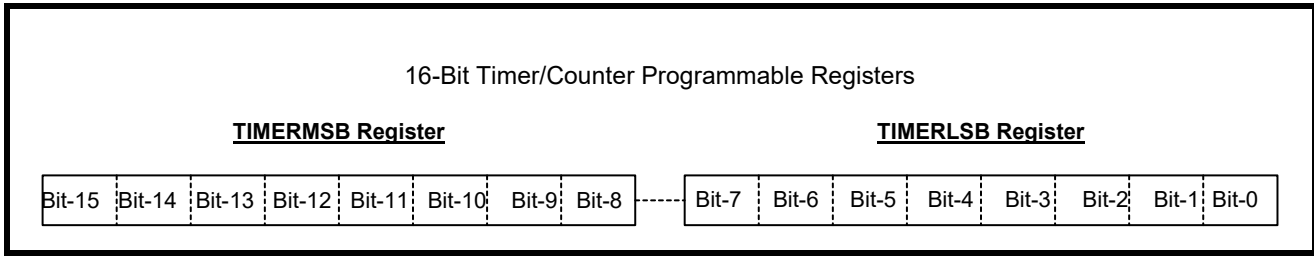 16-Bit Timer/Counter Programmable Registers
TIMERMSB Register TIMERLSB Register
Bit-15 Bit-14 Bit-13 Bit-12 Bit-11 Bit-10 Bit-9 Bit-8 Bit-7 Bit-6 Bit-5 Bit-4 Bit-3 Bit-2 Bit-1 Bit-0